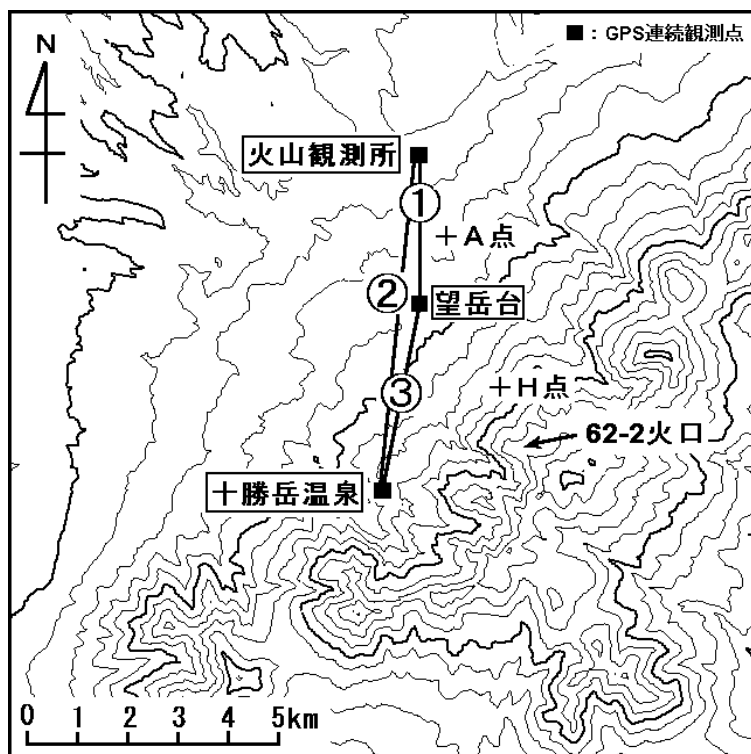 N
■：GPS連続観測点
火山観測所
①
＋A点
②
望岳台
③
＋H点
62-2火口
十勝岳温泉
0 1 2 3 4 5km